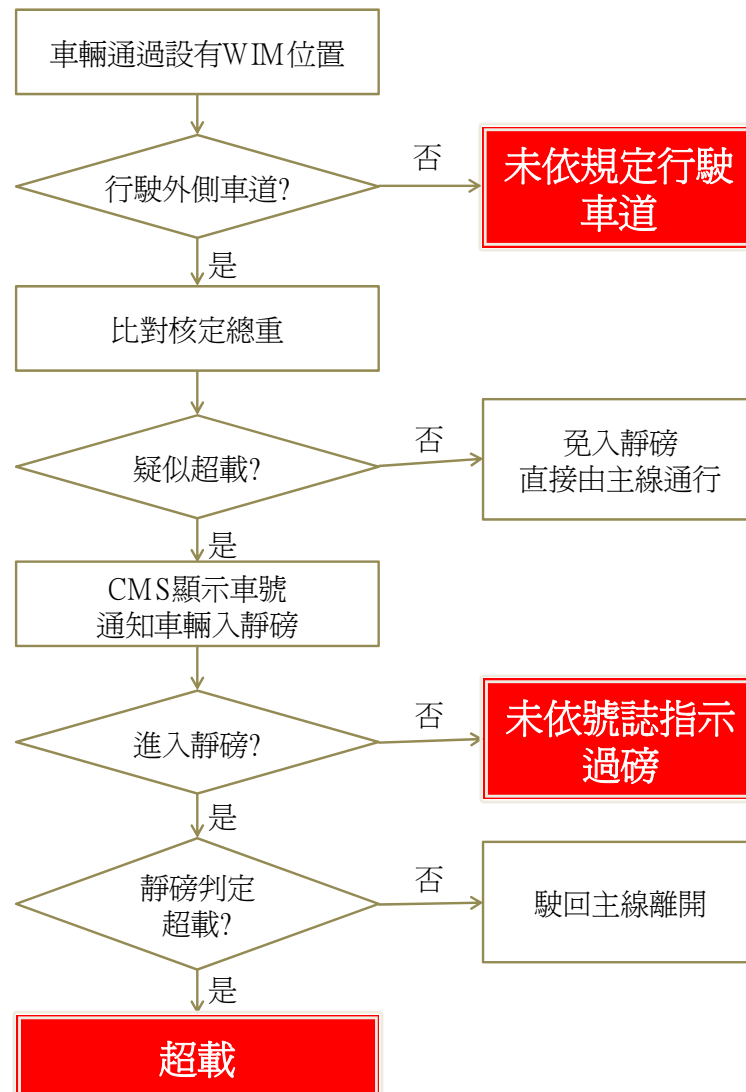 車輛通過設有WIM位置
行駛外側車道?
否
未依規定行駛
車道
是
比對核定總重
疑似超載?
否
免入靜磅
直接由主線通行
是
CMS顯示車號
通知車輛入靜磅
進入靜磅?
否
未依號誌指示
過磅
是
靜磅判定
超載?
否
駛回主線離開
是
超載